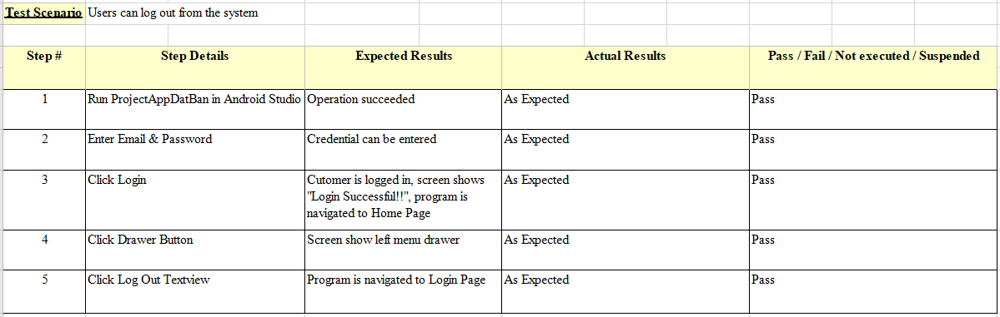 Test Scenario Users can log out from the system
Step # Step Details Expected Results Actual Results Pass / Fail / Not executed / Suspended
1 Run ProjectAppDatBan in Android Studio Operation succeeded As Expected Pass
2 Enter Email & Password Credential can be entered As Expected Pass
3 Click Login Cutomer is logged in, screen shows As Expected Pass
"Login Successful!!", program is
navigated to Home Page
4 Click Drawer Button Screen show left menu drawer As Expected Pass
5 Click Log Out Textview Program is navigated to Login Page As Expected Pass